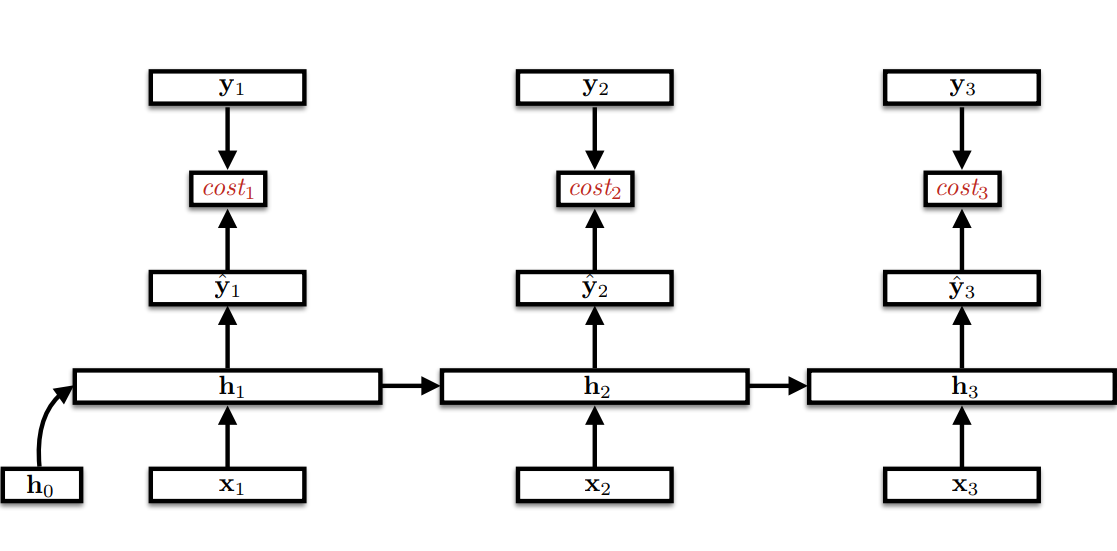 y₁ y₂ y₃
cost₁ cost₂ cost₃
ŷ₁ ŷ₂ ŷ₃
h₁ h₂ h₃
h₀ x₁ x₂ x₃